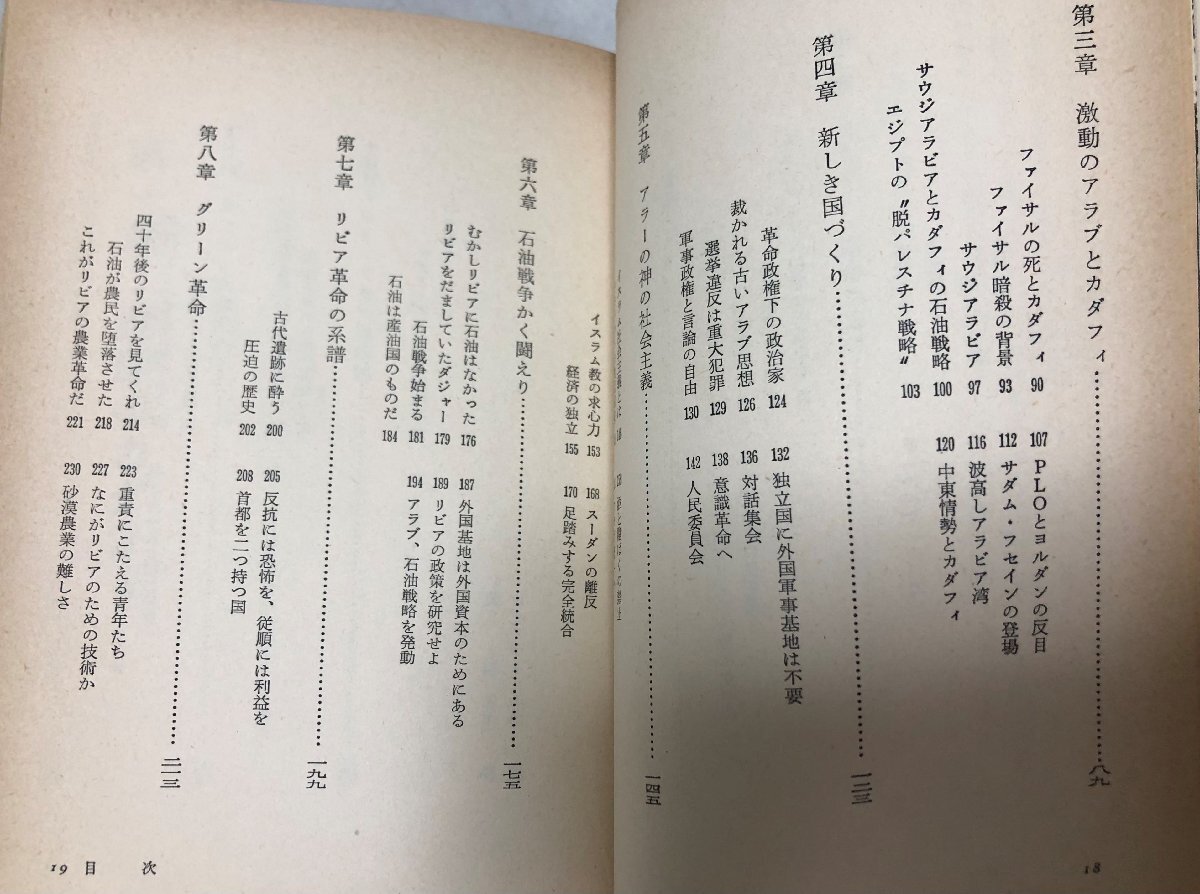 第三章 激動のアラブとカダフィ……八九
ファイサルの死とカダフィ 90
ファイサル暗殺の背景 93
サウジアラビア 97
サウジアラビアとカダフィの石油戦略 100
エジプトの〝脱パレスチナ戦略〟 103
107 PLOとヨルダンの反目
112 サダム・フセインの登場
116 波高しアラビア湾
120 中東情勢とカダフィ
第四章 新しき国づくり……一二三
革命政権下の政治家 124
裁かれる古いアラブ思想 126
選挙違反は重大犯罪 129
軍事政権と言論の自由 130
132 独立国に外国軍事基地は不要
136 対話集会
138 意識革命へ
142 人民委員会
第五章 アラーの神の社会主義……一四五
18
イスラム教の求心力 153
経済の独立 155
168 スーダンの離反
170 足踏みする完全統合
第六章 石油戦争かく闘えり……一七五
むかしリビアに石油はなかった 176
リビアをだましていたダジャー 179
石油戦争始まる 181
石油は産油国のものだ 184
187 外国基地は外国資本のためにある
189 リビアの政策を研究せよ
194 アラブ、石油戦略を発動
第七章 リビア革命の系譜……一九九
古代遺跡に酔う 200
圧迫の歴史 202
205 反抗には恐怖を、従順には利益を
208 首都を二つ持つ国
第八章 グリーン革命……二一三
四十年後のリビアを見てくれ 214
石油が農民を堕落させた 218
これがリビアの農業革命だ 221
223 重責にこたえる青年たち
227 なにがリビアのための技術か
230 砂漠農業の難しさ
19 目 次